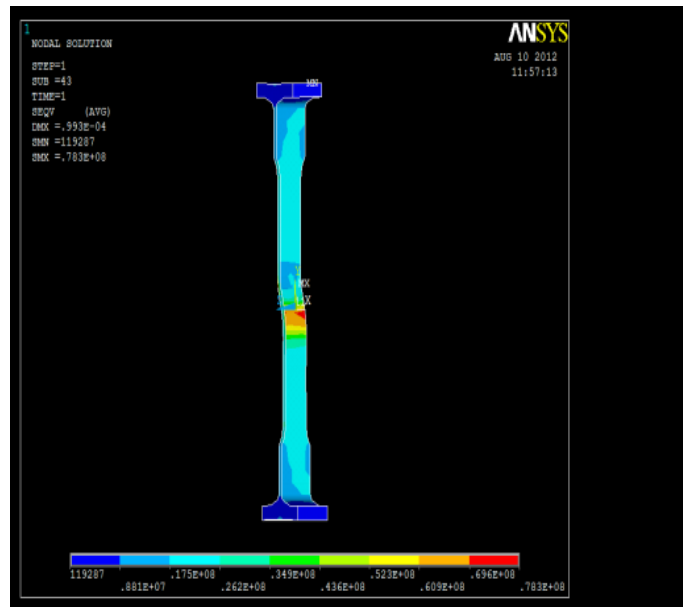 1
NODAL SOLUTION
STEP=1
SUB =43
TIME=1
SEQV (AVG)
DMX =.993E-04
SMN =119287
SMX =.783E+08
ANSYS
AUG 10 2012
11:57:13
MN
MX
X
119287 .175E+08 .349E+08 .523E+08 .696E+08
.881E+07 .262E+08 .436E+08 .609E+08 .783E+08